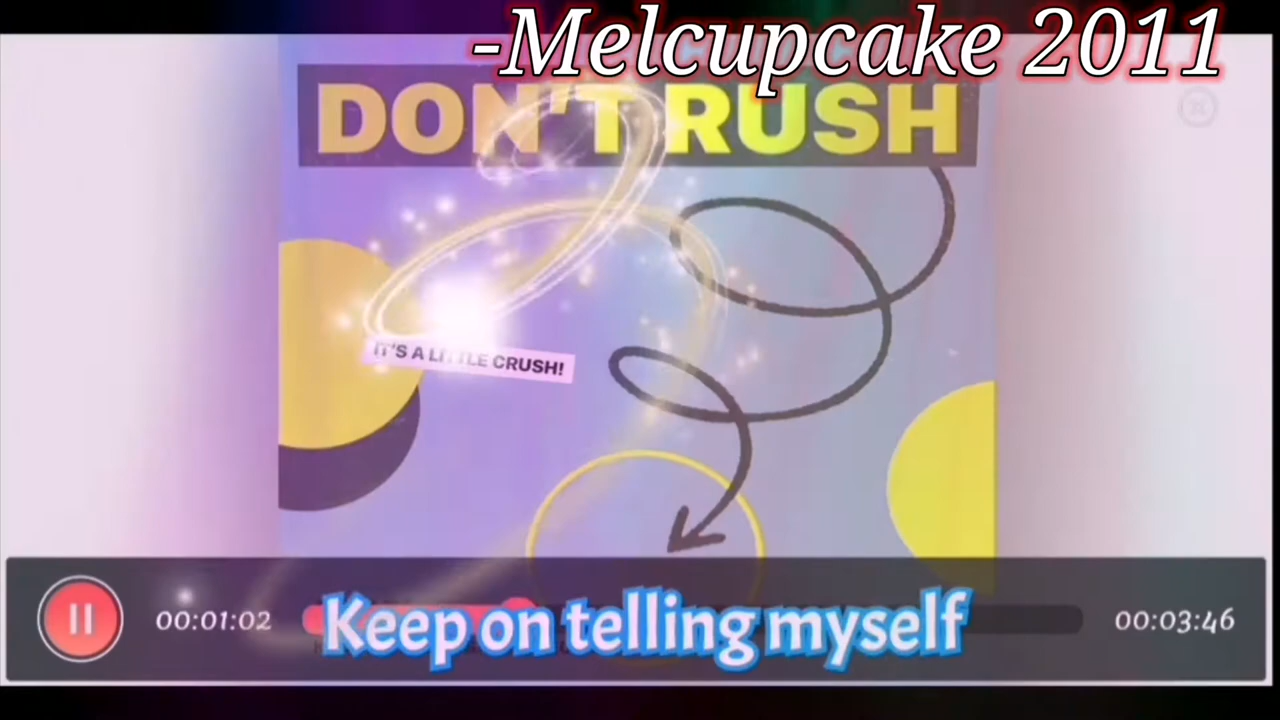 -Melcupcake 2011
DON'T RUSH
IT'S A LITTLE CRUSH!
00:01:02
Keep on telling myself
00:03:46